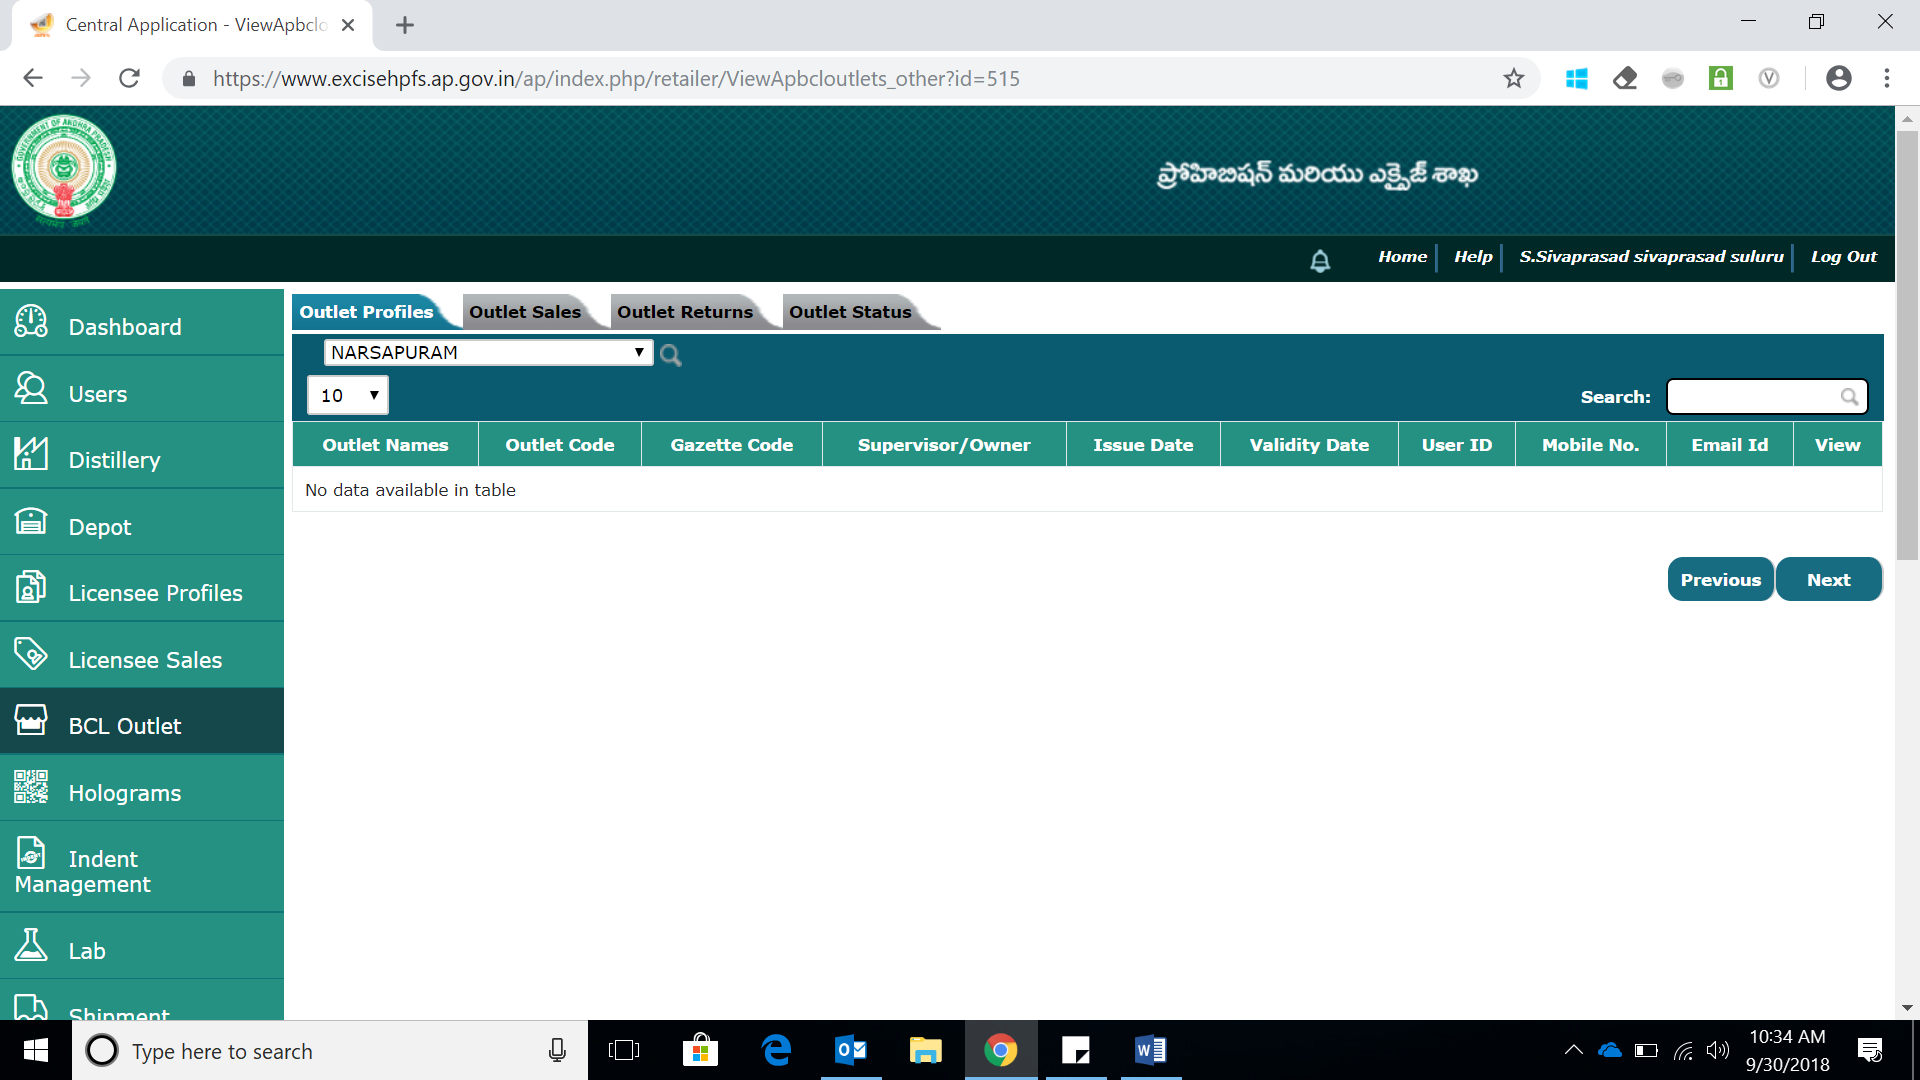 Central Application - ViewApbclo
https://www.excisehpfs.ap.gov.in/ap/index.php/retailer/ViewApbcloutlets_other?id=515
GOVERNMENT OF ANDHRA PRADESH
ప్రోహిబిషన్ మరియు ఎక్సైజ్ శాఖ
Home
Help
S.Sivaprasad sivaprasad suluru
Log Out
Dashboard
Users
Distillery
Depot
Licensee Profiles
Licensee Sales
BCL Outlet
Holograms
Indent
Management
Lab
Shipment
Outlet Profiles
Outlet Sales
Outlet Returns
Outlet Status
NARSAPURAM
10
Search:
Outlet Names Outlet Code Gazette Code Supervisor/Owner Issue Date Validity Date User ID Mobile No. Email Id View
No data available in table
Previous Next
Type here to search
10:34 AM
9/30/2018